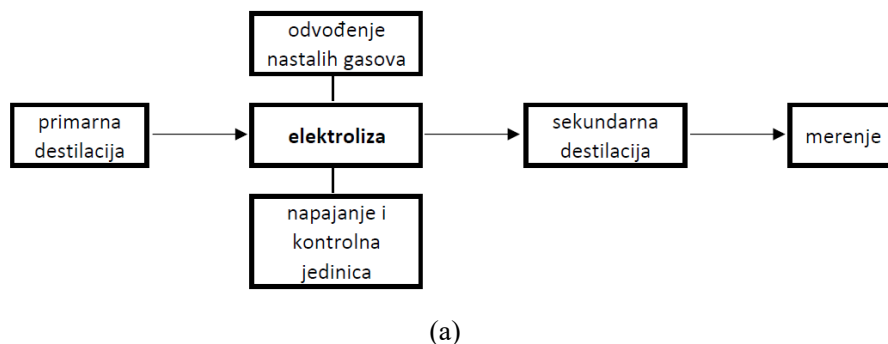 odvođenje
nastalih gasova
primarna
destilacija
elektroliza
sekundarna
destilacija
merenje
napajanje i
kontrolna
jedinica
(a)